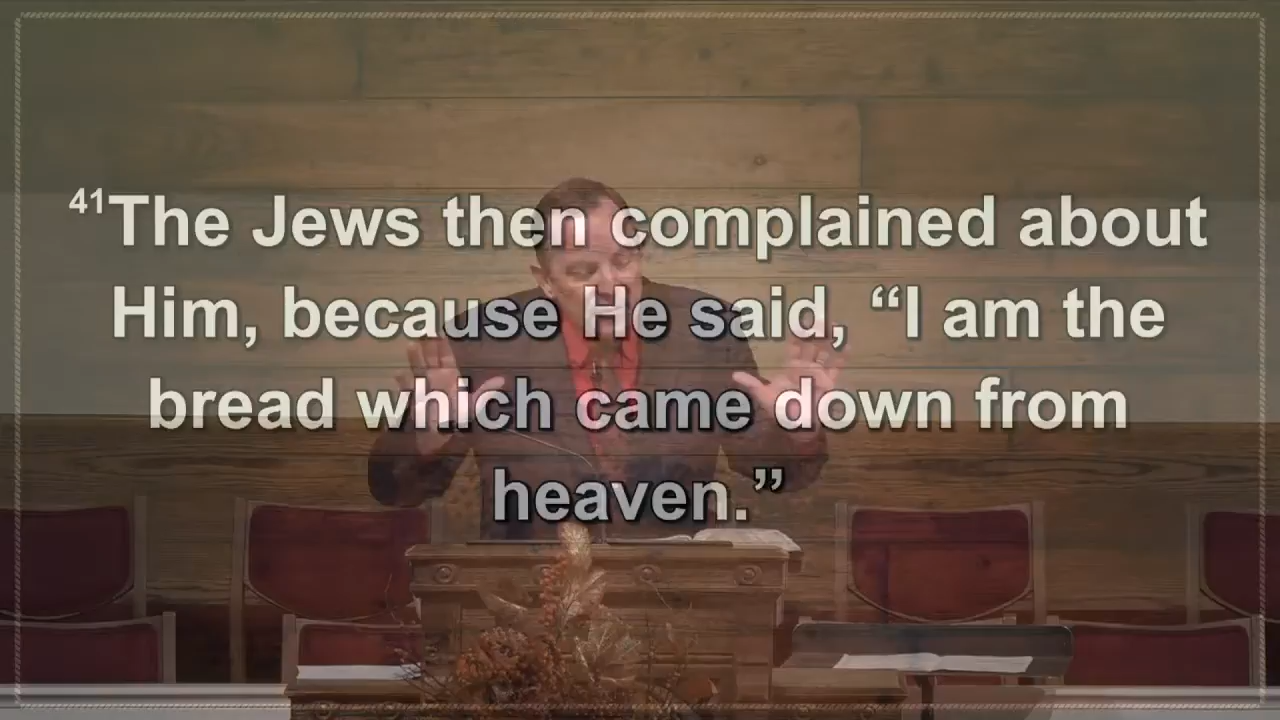 41The Jews then complained about
Him, because He said, “I am the
bread which came down from
heaven.”